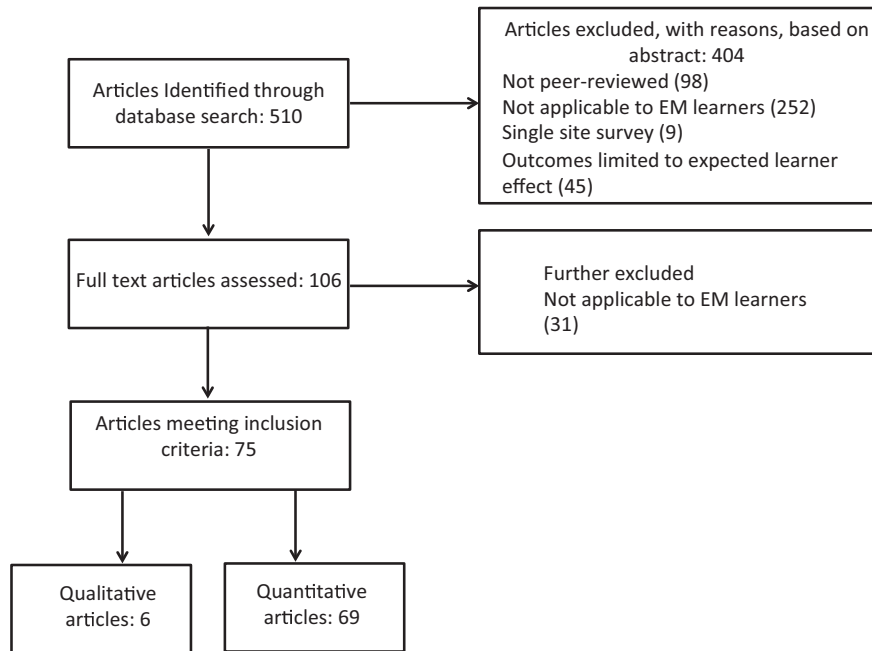 Articles Identified through
database search: 510
Articles excluded, with reasons, based on
abstract: 404
Not peer-reviewed (98)
Not applicable to EM learners (252)
Single site survey (9)
Outcomes limited to expected learner
effect (45)
Full text articles assessed: 106
Further excluded
Not applicable to EM learners
(31)
Articles meeting inclusion
criteria: 75
Qualitative
articles: 6
Quantitative
articles: 69